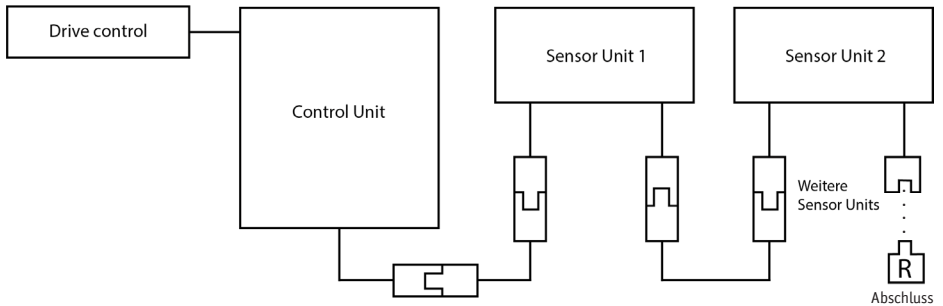 Drive control
Control Unit
Sensor Unit 1
Sensor Unit 2
Weitere
Sensor Units
R
Abschluss